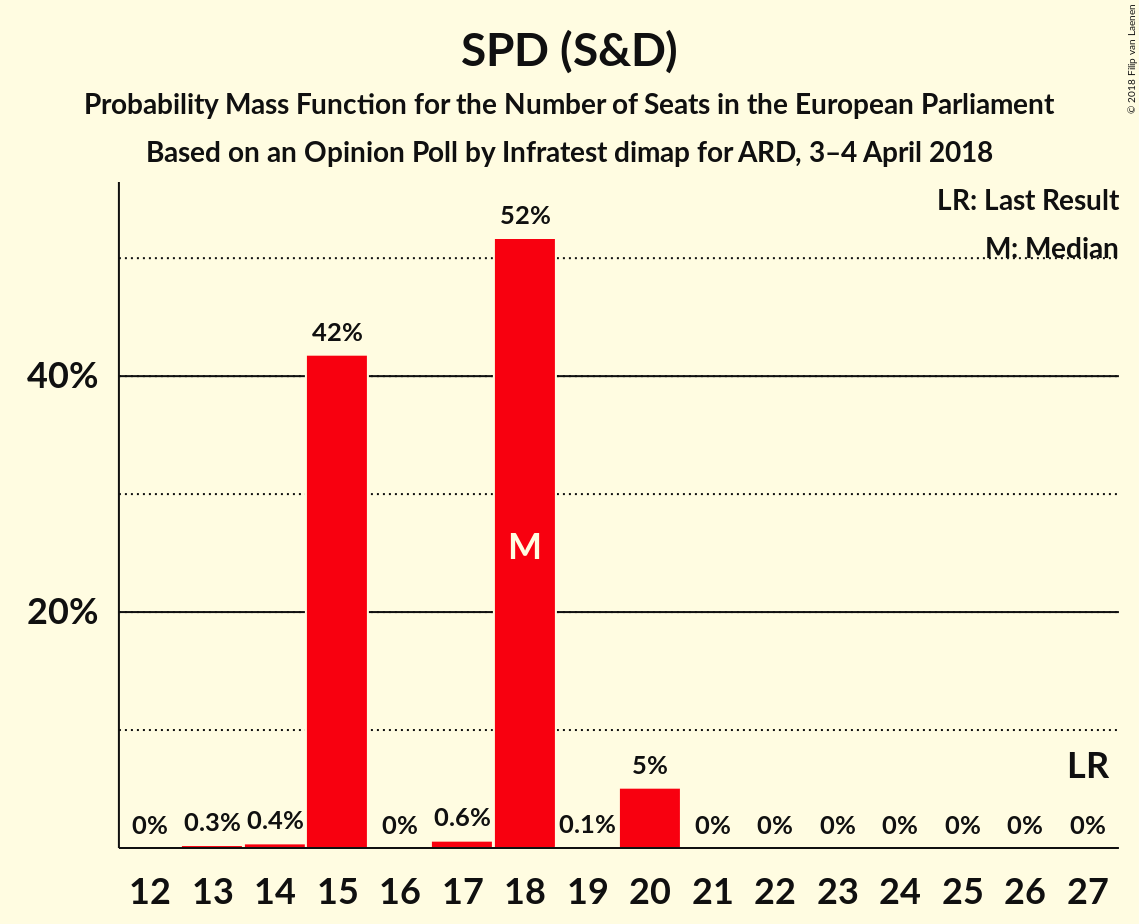 SPD (S&D)
Probability Mass Function for the Number of Seats in the European Parliament
Based on an Opinion Poll by Infratest dimap for ARD, 3–4 April 2018
© 2018 Filip van Laenen
LR: Last Result
M: Median
52%
42%
40%
M
20%
LR
0% 0.3% 0.4% 0% 0.6% 0.1% 5% 0% 0% 0% 0% 0% 0% 0%
12 13 14 15 16 17 18 19 20 21 22 23 24 25 26 27